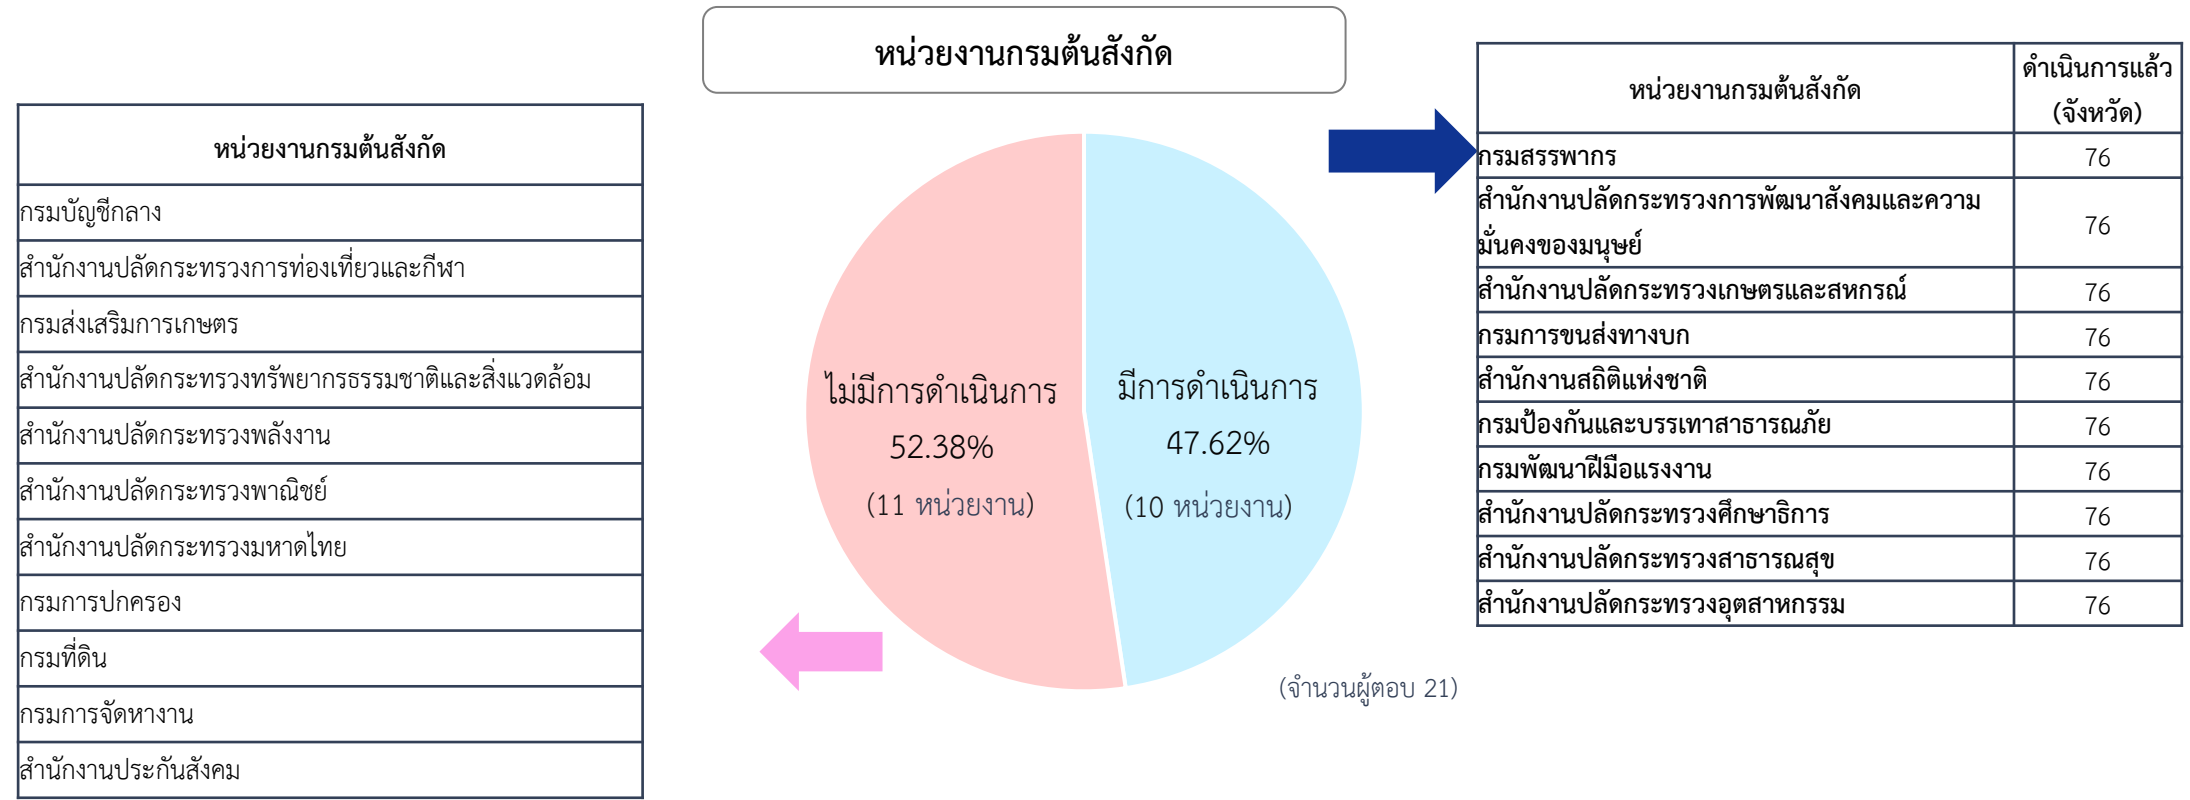 หน่วยงานกรมต้นสังกัด
หน่วยงานกรมต้นสังกัด
กรมบัญชีกลาง
สำนักงานปลัดกระทรวงการท่องเที่ยวและกีฬา
กรมส่งเสริมการเกษตร
สำนักงานปลัดกระทรวงทรัพยากรธรรมชาติและสิ่งแวดล้อม
สำนักงานปลัดกระทรวงพลังงาน
สำนักงานปลัดกระทรวงพาณิชย์
สำนักงานปลัดกระทรวงมหาดไทย
กรมการปกครอง
กรมที่ดิน
กรมการจัดหางาน
สำนักงานประกันสังคม
ไม่มีการดำเนินการ
52.38%
(11 หน่วยงาน)
มีการดำเนินการ
47.62%
(10 หน่วยงาน)
(จำนวนผู้ตอบ 21)
หน่วยงานกรมต้นสังกัด
ดำเนินการแล้ว
(จังหวัด)
กรมสรรพากร 76
สำนักงานปลัดกระทรวงการพัฒนาสังคมและความ
มั่นคงของมนุษย์ 76
สำนักงานปลัดกระทรวงเกษตรและสหกรณ์ 76
กรมการขนส่งทางบก 76
สำนักงานสถิติแห่งชาติ 76
กรมป้องกันและบรรเทาสาธารณภัย 76
กรมพัฒนาฝีมือแรงงาน 76
สำนักงานปลัดกระทรวงศึกษาธิการ 76
สำนักงานปลัดกระทรวงสาธารณสุข 76
สำนักงานปลัดกระทรวงอุตสาหกรรม 76